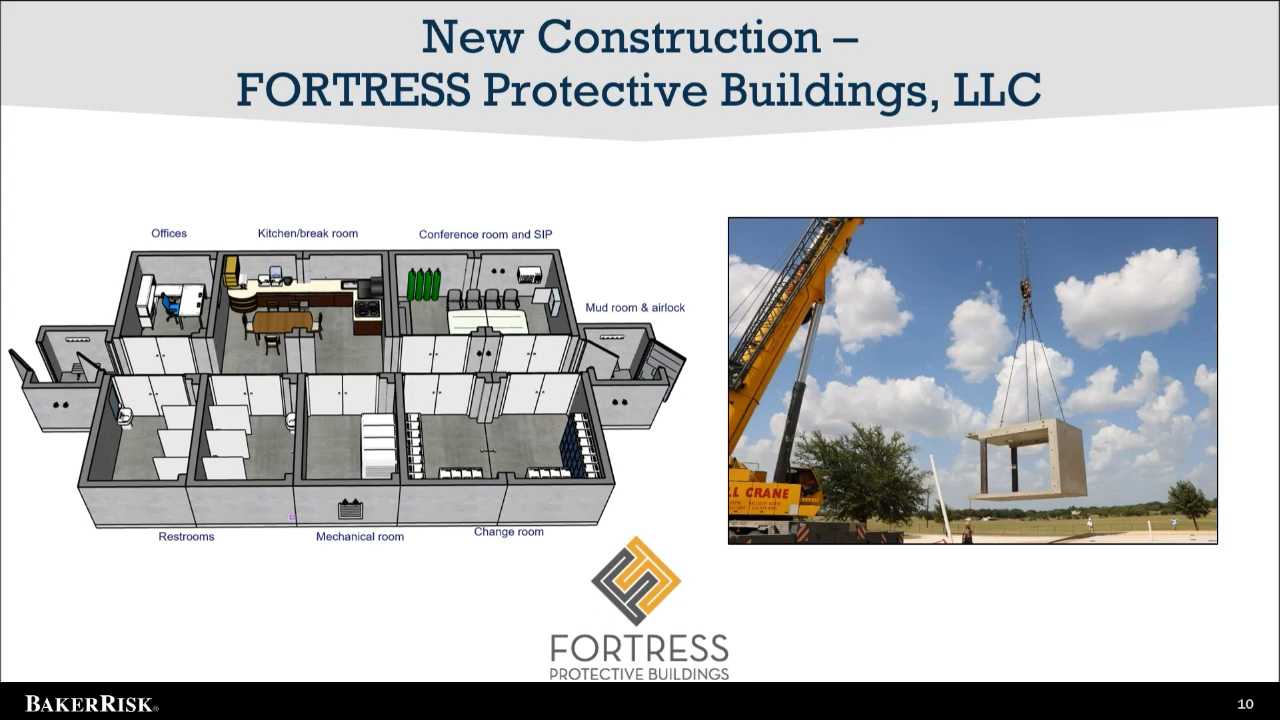 New Construction –
FORTRESS Protective Buildings, LLC
Offices
Kitchen/break room
Conference room and SIP
Mud room & airlock
Restrooms
Mechanical room
Change room
CRANE
FORTRESS
PROTECTIVE BUILDINGS
BAKERRISK
10